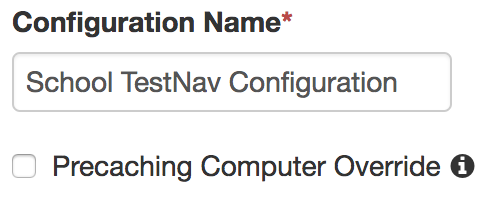 Configuration Name*
School TestNav Configuration
Precaching Computer Override